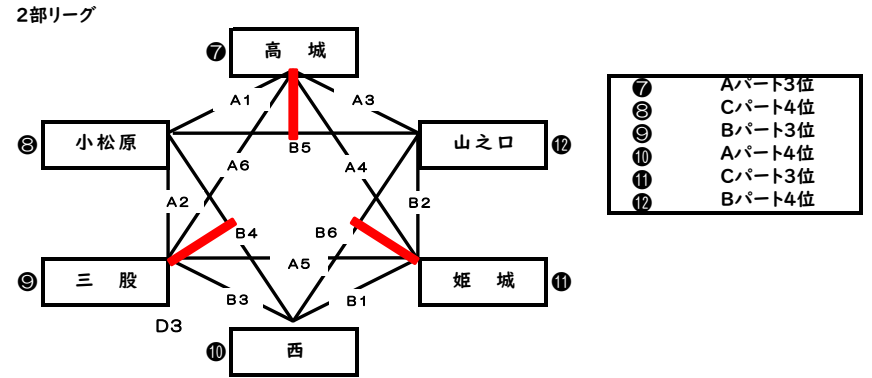 2部リーグ
❼ 高 城
A1 A3
❽ 小松原
山之口 ⓬
B5
A6 A4
A2 B2
B4 B6
A5
❾ 三 股
姫 城 ⓫
B3 B1
D3
❿ 西
❼ Aパート3位
❽ Cパート4位
❾ Bパート3位
❿ Aパート4位
⓫ Cパート3位
⓬ Bパート4位